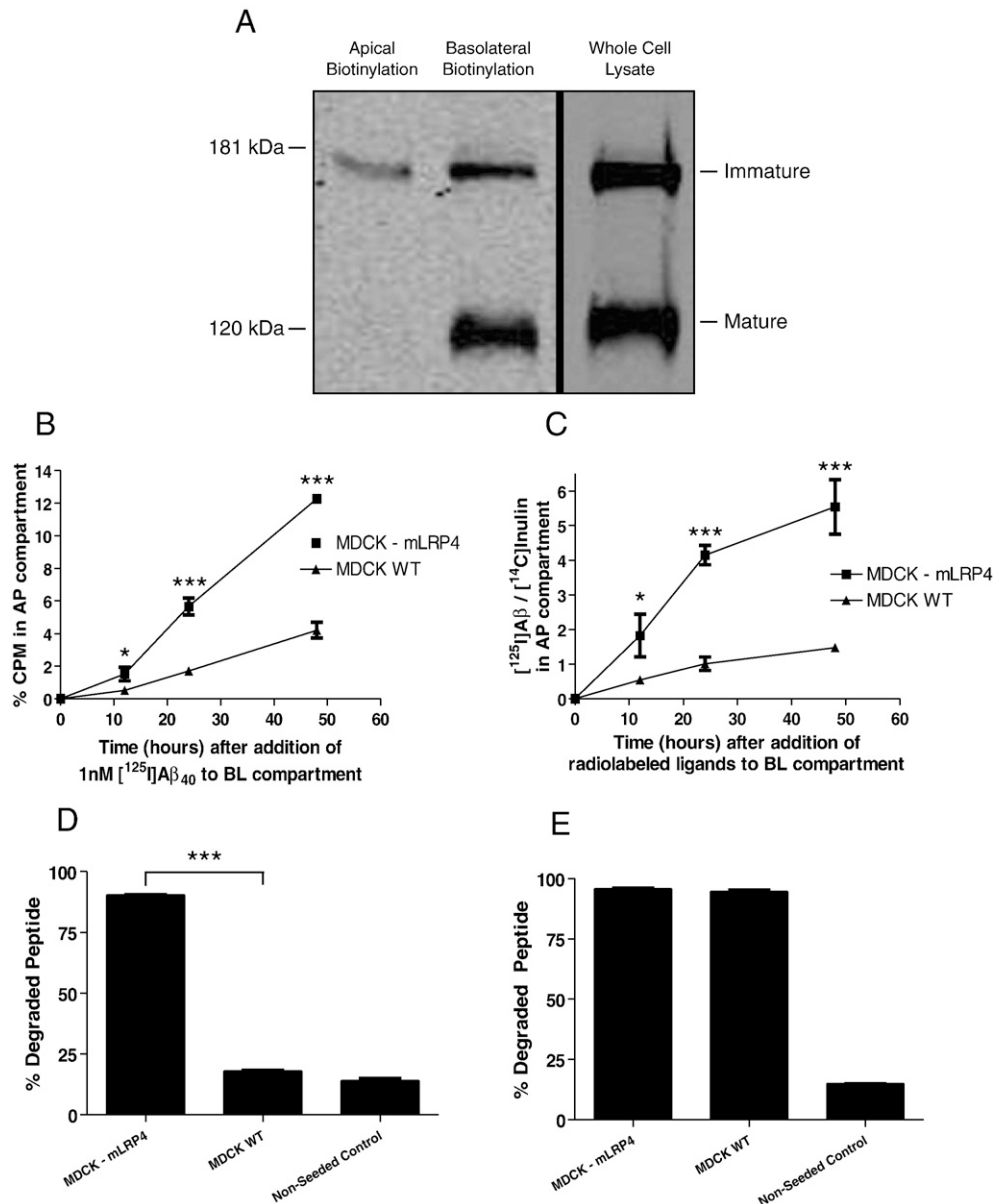 A
Apical
Biotinylation
Basolateral
Biotinylation
Whole Cell
Lysate
181 kDa
Immature
120 kDa
Mature
B
% CPM in AP compartment
14
12
10
8
6
4
2
0
*
***
***
MDCK - mLRP4
MDCK WT
0 10 20 30 40 50 60
Time (hours) after addition of
1nM [¹²⁵I]Aβ₄₀ to BL compartment
C
[¹²⁵I]Aβ / [¹⁴C]Inulin
in AP compartment
6
5
4
3
2
1
0
*
***
***
MDCK - mLRP4
MDCK WT
0 10 20 30 40 50 60
Time (hours) after addition of
radiolabeled ligands to BL compartment
D
% Degraded Peptide
100
75
50
25
0
***
MDCK - mLRP4
MDCK WT
Non-Seeded Control
E
% Degraded Peptide
100
75
50
25
0
MDCK - mLRP4
MDCK WT
Non-Seeded Control